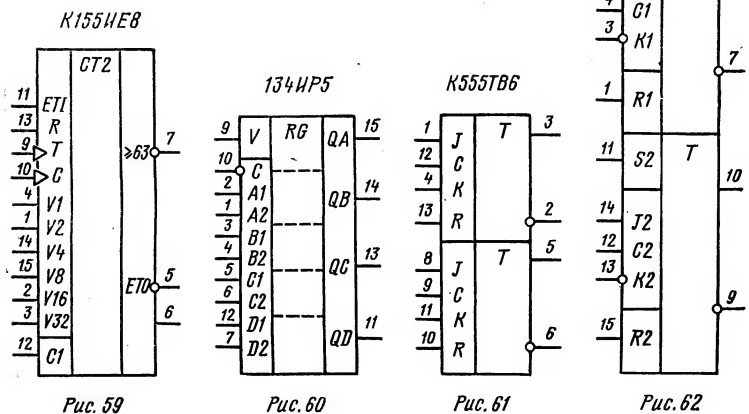 К155ИЕ8
CT2
11 ETI
13 R
9 T
10 C
4 V1
1 V2
14 V4
15 V8
2 V16
3 V32
12 C1
≥63 7
ETO 5
6
Рис. 59
134ИР5
RG
9 V
10 C
2 A1
1 A2
3 B1
4 B2
5 C1
6 C2
12 D1
7 D2
QA 15
QB 14
QC 13
QD 11
Рис. 60
К555ТВ6
T
1 J
12 C
4 K
13 R
3
2
T
8 J
9 C
11 K
10 R
5
6
Рис. 61
4 C1
3 K1
7
1 R1
11 S2
T
10
14 J2
12 C2
13 K2
9
15 R2
Рис. 62